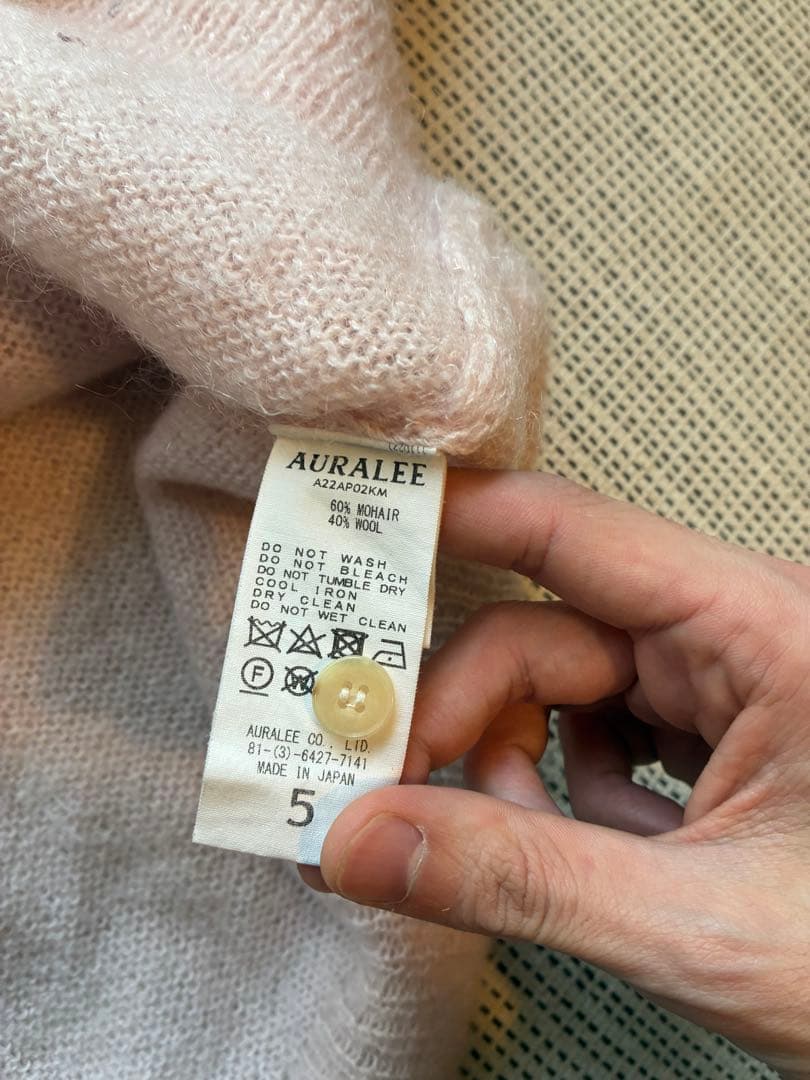 AURALEE
A22AP02KM
60% MOHAIR
40% WOOL
DO NOT WASH
DO NOT BLEACH
DO NOT TUMBLE DRY
COOL IRON
DRY CLEAN
DO NOT WET CLEAN
F
W
AURALEE CO., LTD.
81-(3)-6427-7141
MADE IN JAPAN
5